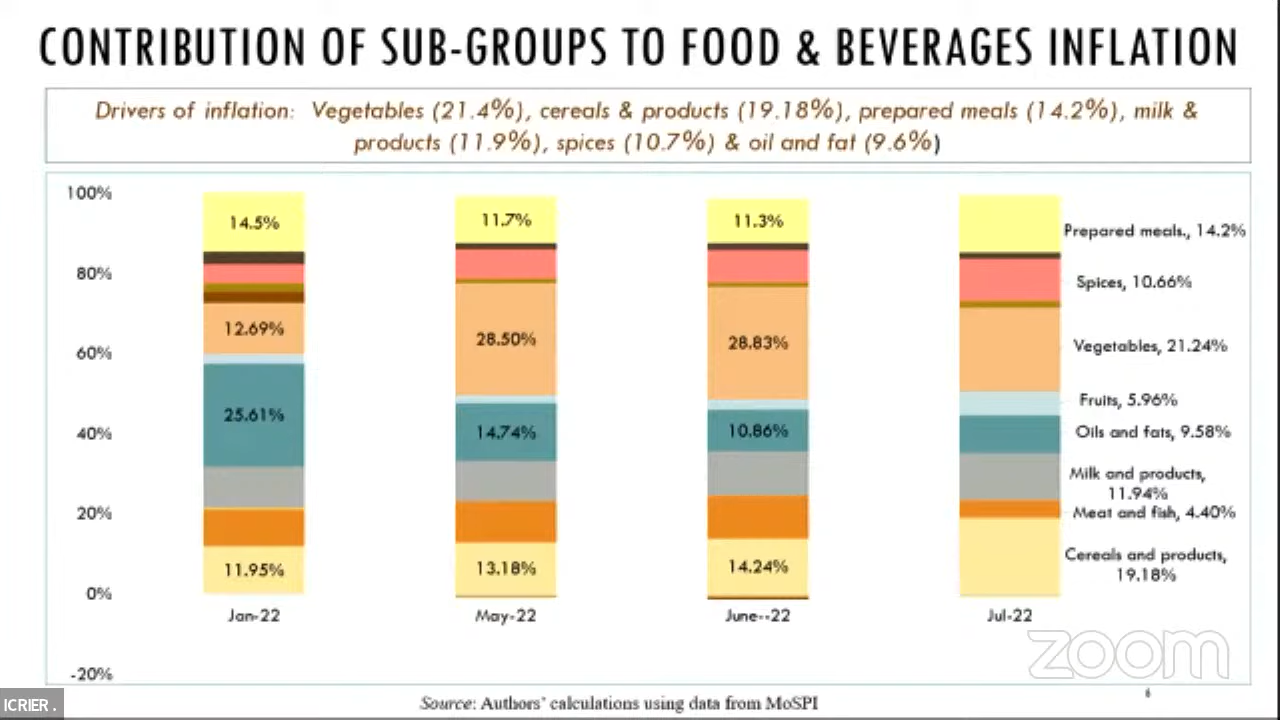 CONTRIBUTION OF SUB-GROUPS TO FOOD & BEVERAGES INFLATION
Drivers of inflation: Vegetables (21.4%), cereals & products (19.18%), prepared meals (14.2%), milk &
products (11.9%), spices (10.7%) & oil and fat (9.6%)
100%
80%
60%
40%
20%
0%
-20%
14.5%
12.69%
25.61%
11.95%
Jan-22
11.7%
28.50%
14.74%
13.18%
May-22
11.3%
28.83%
10.86%
14.24%
June--22
Prepared meals., 14.2%
Spices, 10.66%
Vegetables, 21.24%
Fruits, 5.96%
Oils and fats, 9.58%
Milk and products,
11.94%
Meat and fish, 4.40%
Cereals and products,
19.18%
Jul-22
zoom
6
ICRIER .
Source: Authors' calculations using data from MoSPI